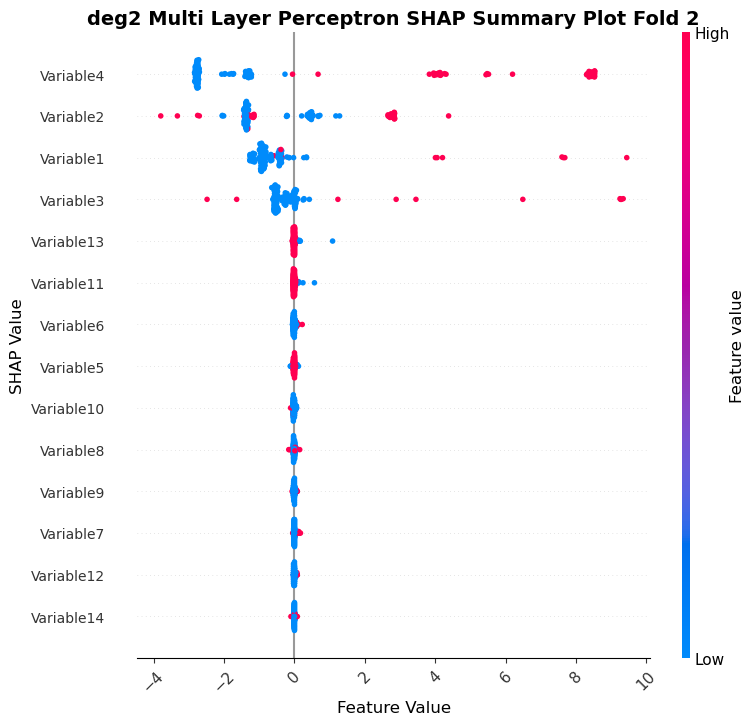 deg2 Multi Layer Perceptron SHAP Summary Plot Fold 2
High
Variable4
Variable2
Variable1
Variable3
Variable13
Variable11
Variable6
Variable5
Variable10
Variable8
Variable9
Variable7
Variable12
Variable14
SHAP Value
Feature value
Low
−4
−2
0
2
4
6
8
10
Feature Value